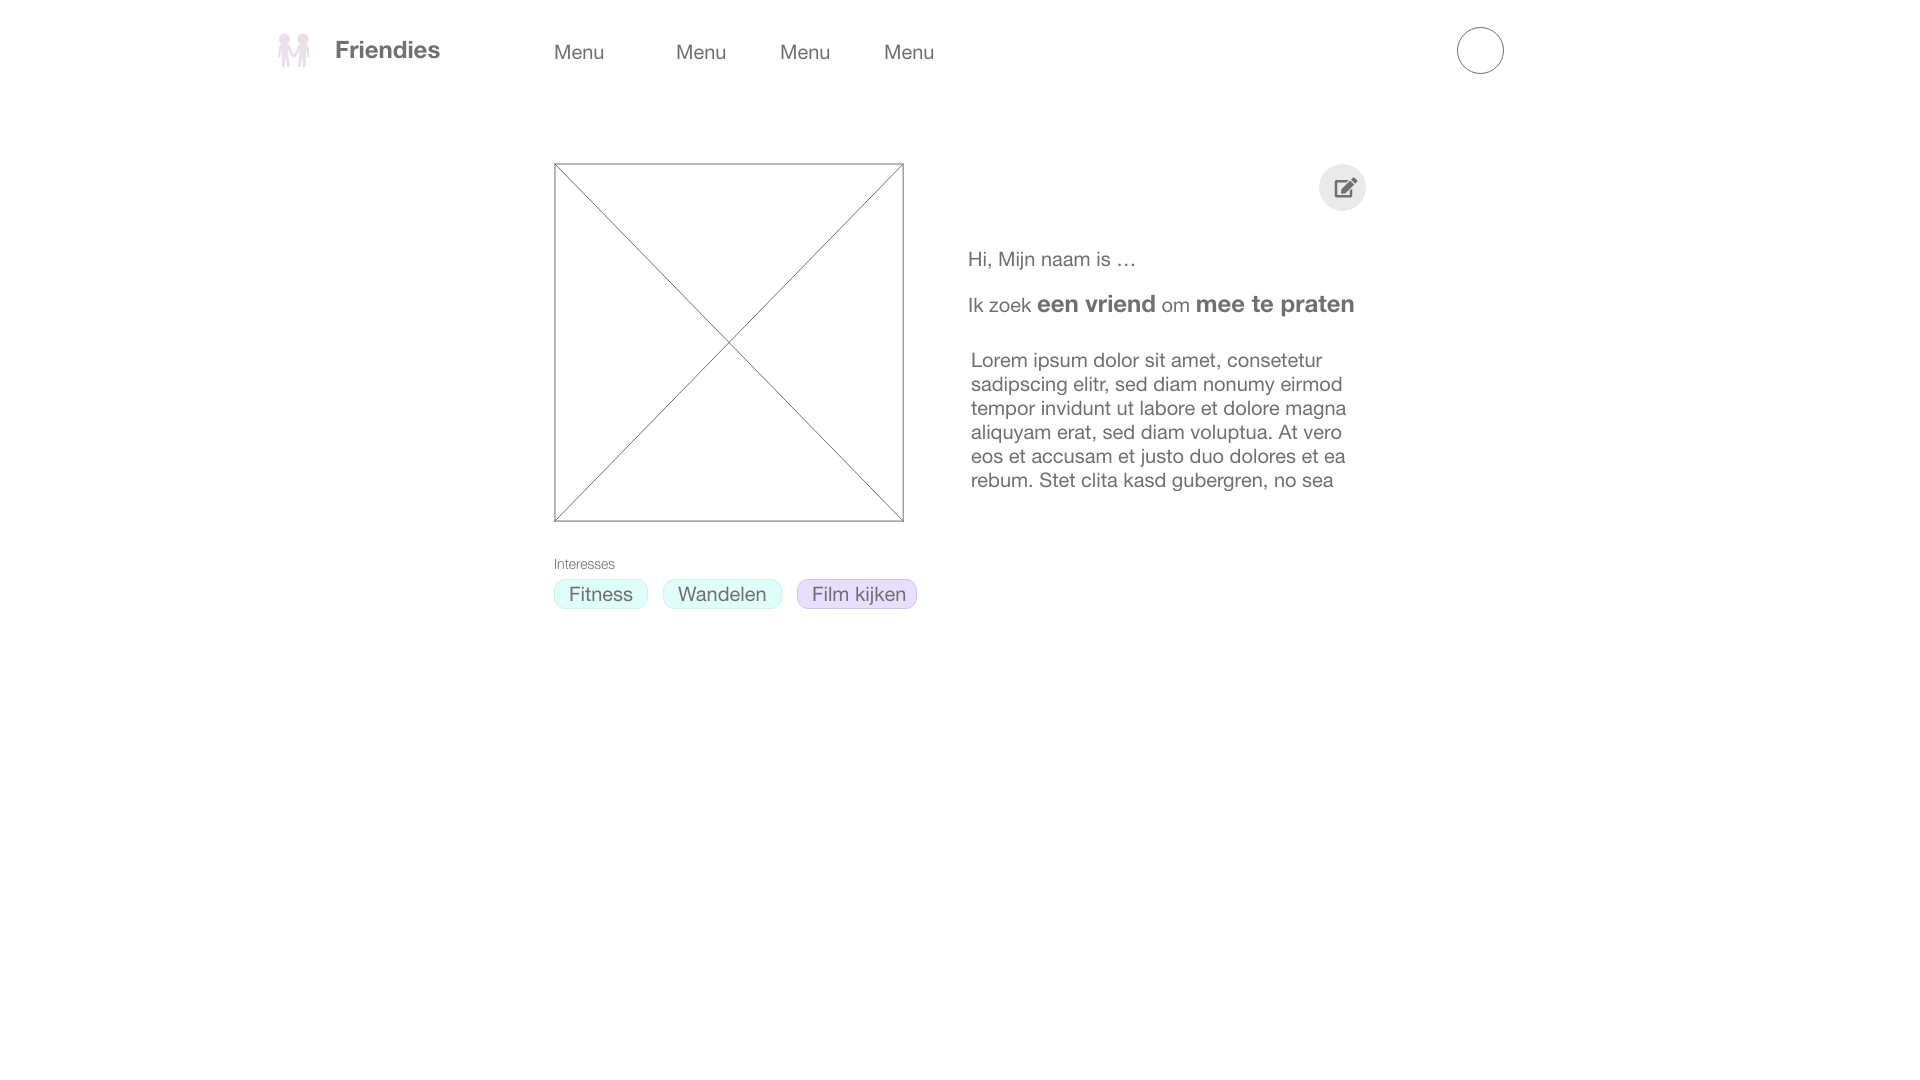 Friendies
Menu
Menu
Menu
Menu
Hi, Mijn naam is …
Ik zoek een vriend om mee te praten
Lorem ipsum dolor sit amet, consetetur
sadipscing elitr, sed diam nonumy eirmod
tempor invidunt ut labore et dolore magna
aliquyam erat, sed diam voluptua. At vero
eos et accusam et justo duo dolores et ea
rebum. Stet clita kasd gubergren, no sea
Interesses
Fitness
Wandelen
Film kijken